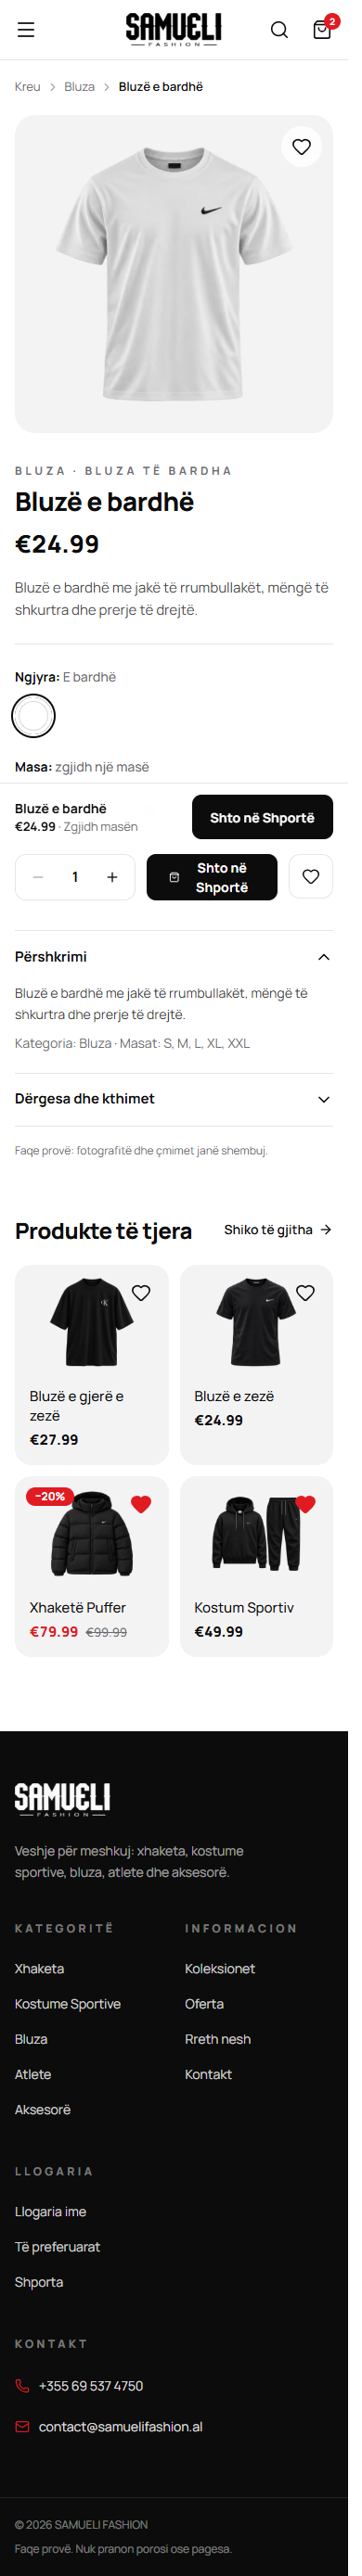 SAMUELI
FASHION
2
Kreu > Bluza > Bluzë e bardhë
BLUZA · BLUZA TË BARDHA
Bluzë e bardhë
€24.99
Bluzë e bardhë me jakë të rrumbullakët, mëngë të
shkurtra dhe prerje të drejtë.
Ngjyra: E bardhë
Masa: zgjidh një masë
Bluzë e bardhë
€24.99 · Zgjidh masën
Shto në Shportë
1
Shto në
Shportë
Përshkrimi
Bluzë e bardhë me jakë të rrumbullakët, mëngë të
shkurtra dhe prerje të drejtë.
Kategoria: Bluza · Masat: S, M, L, XL, XXL
Dërgesa dhe kthimet
Faqe provë: fotografitë dhe çmimet janë shembuj.
Produkte të tjera
Shiko të gjitha →
CK
Bluzë e gjerë e
zezë
€27.99
Bluzë e zezë
€24.99
−20%
Xhaketë Puffer
€79.99 €99.99
Kostum Sportiv
€49.99
SAMUELI
FASHION
Veshje për meshkuj: xhaketa, kostume
sportive, bluza, atlete dhe aksesorë.
KATEGORITË
Xhaketa
Kostume Sportive
Bluza
Atlete
Aksesorë
INFORMACION
Koleksionet
Oferta
Rreth nesh
Kontakt
LLOGARIA
Llogaria ime
Të preferuarat
Shporta
KONTAKT
+355 69 537 4750
contact@samuelifashion.al
© 2026 SAMUELI FASHION
Faqe provë. Nuk pranon porosi ose pagesa.